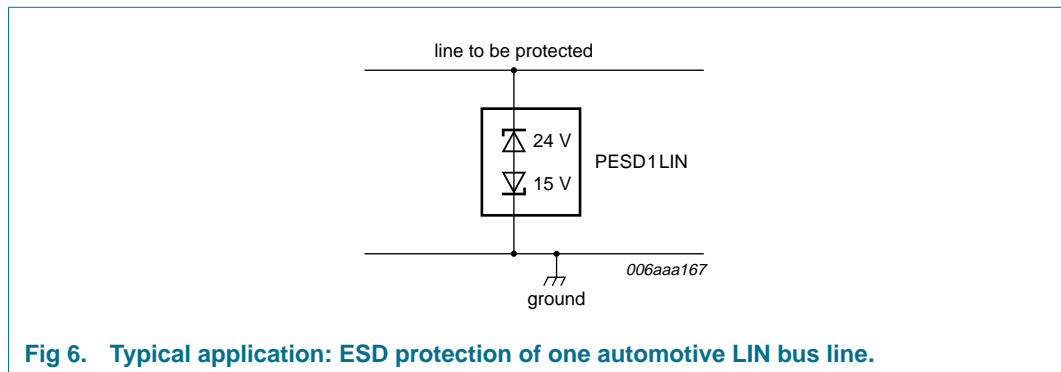 line to be protected
24 V
PESD1LIN
15 V
006aaa167
ground
Fig 6. Typical application: ESD protection of one automotive LIN bus line.